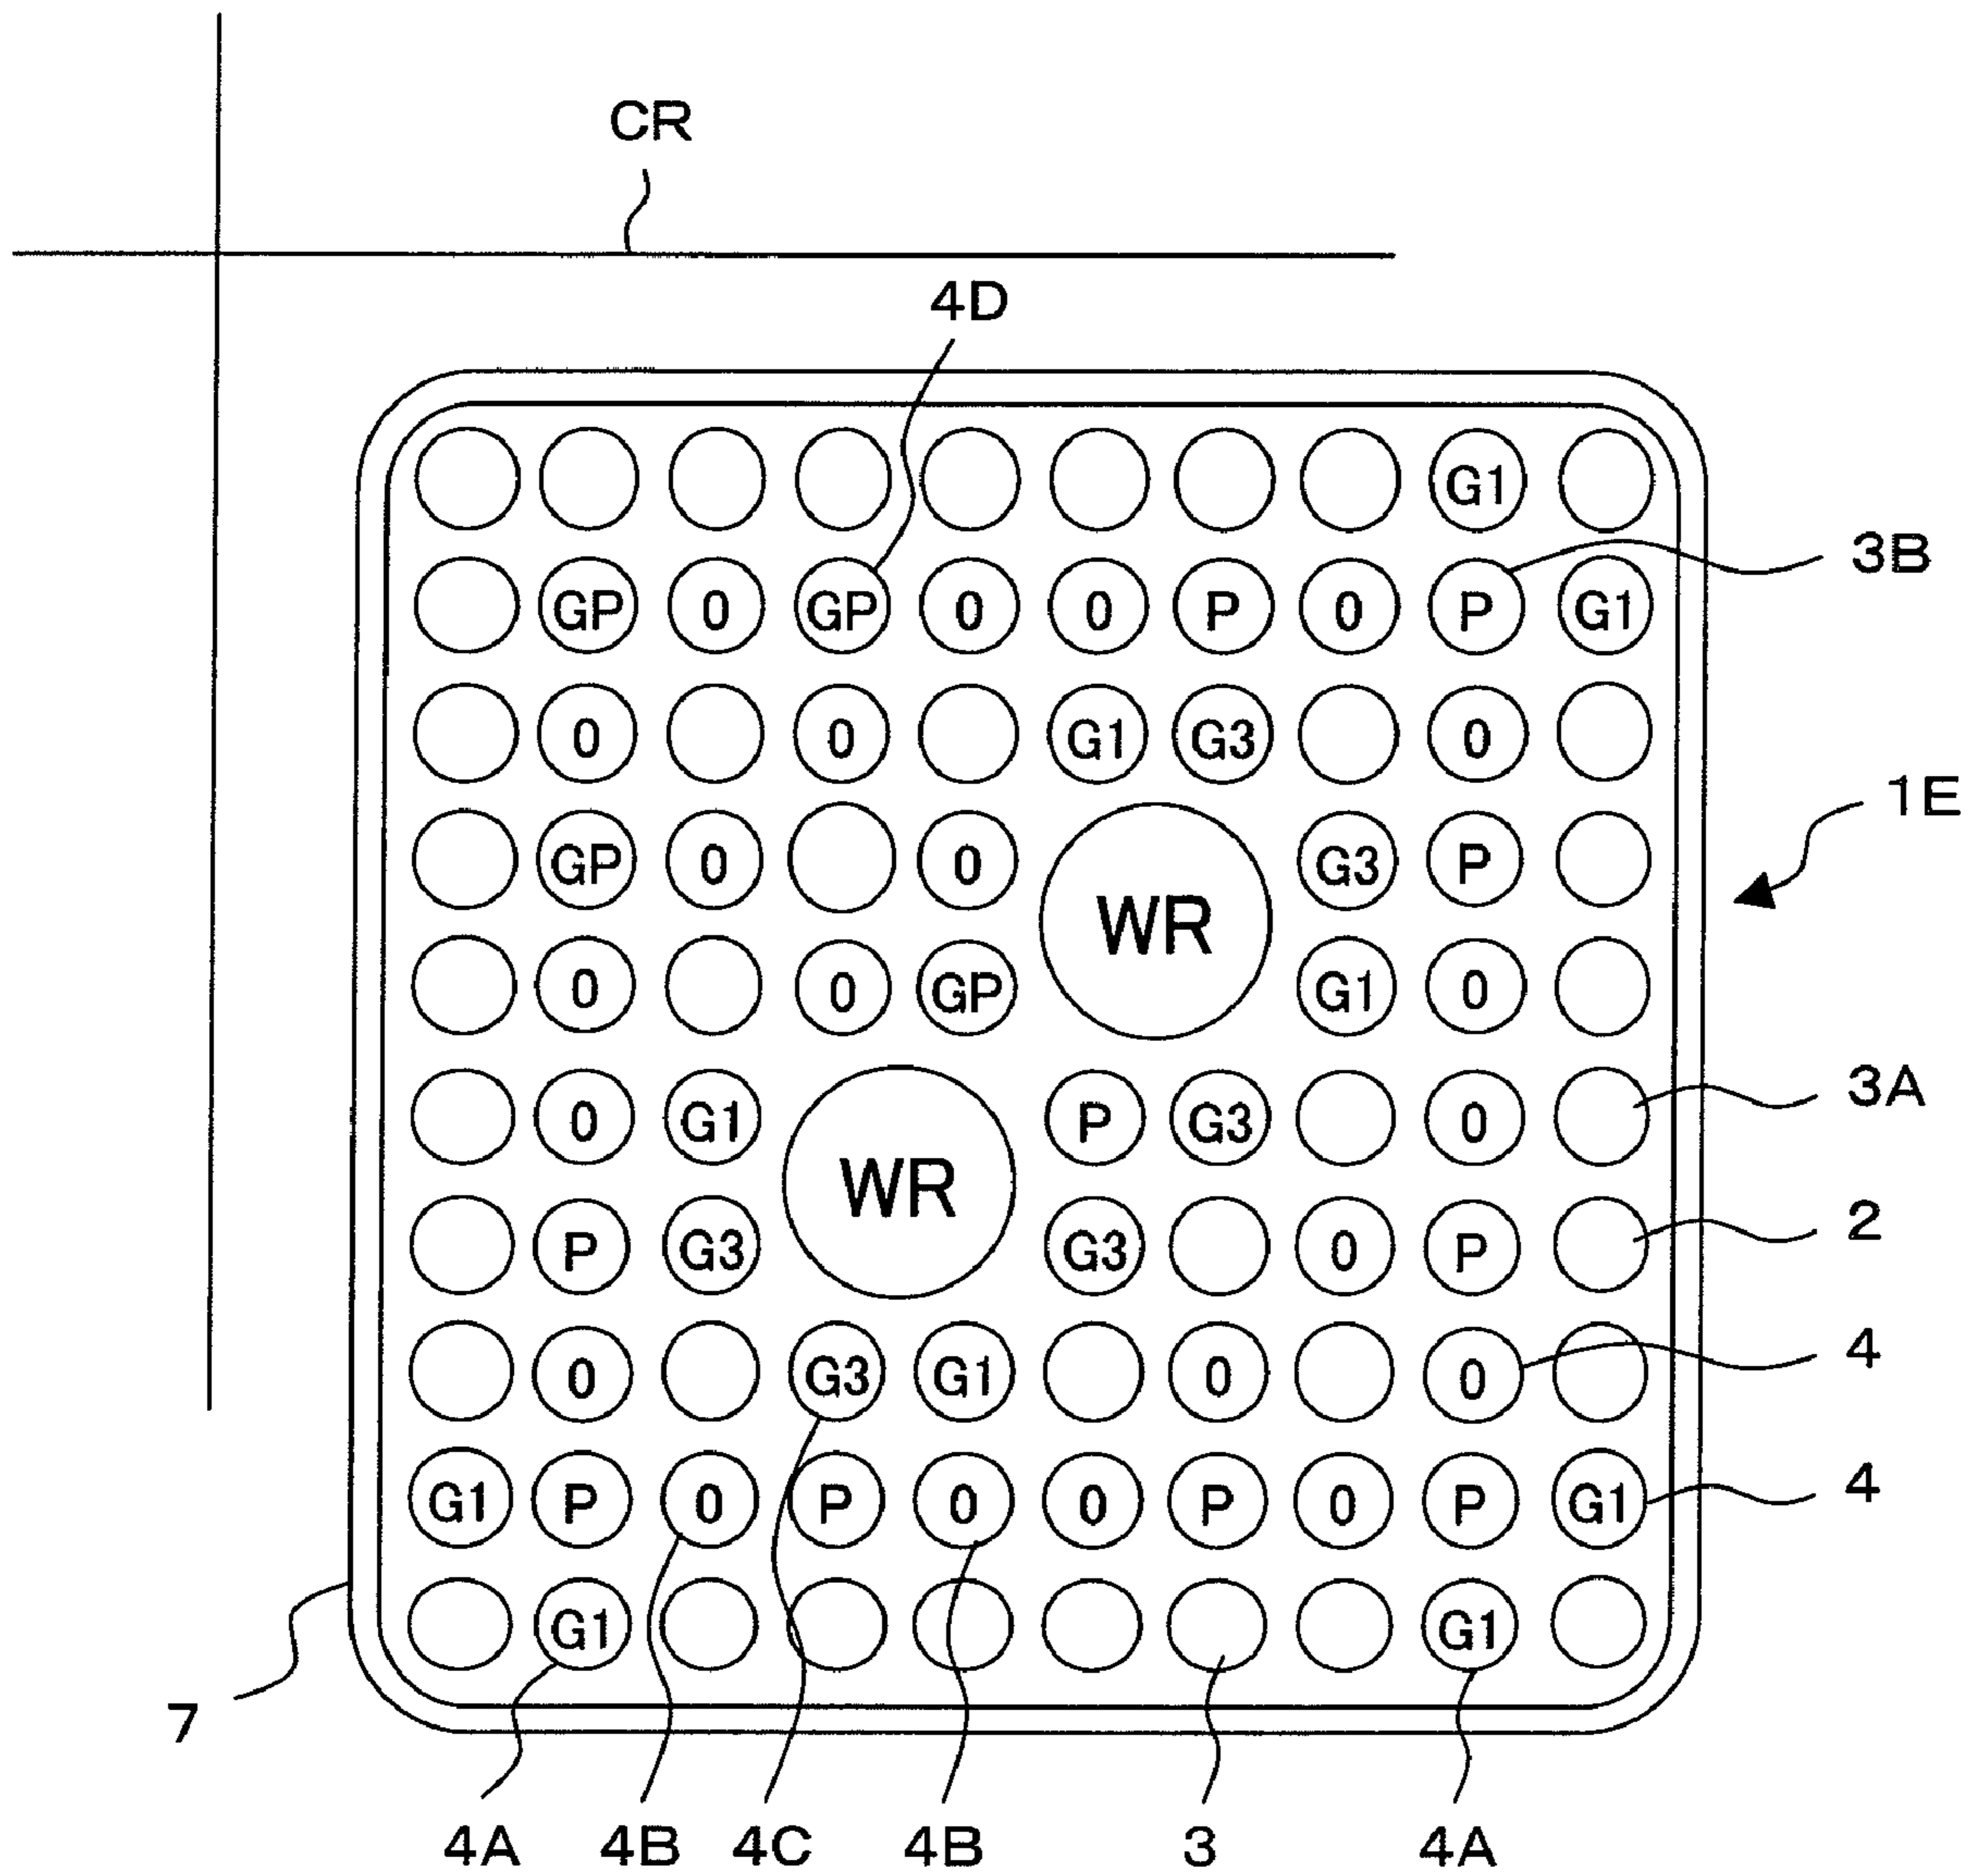 CR
4D
G1
3B
GP 0 GP 0 0 P 0 P G1
0 0 G1 G3 0
1E
GP 0 0 WR G3 P
0 0 GP G1 0
3A
0 G1 WR P G3 0
2
P G3 G3 0 P
4
0 G3 G1 0 0
4
G1 P 0 P 0 0 P 0 P G1
G1 G1
7
4A 4B 4C 4B 3 4A